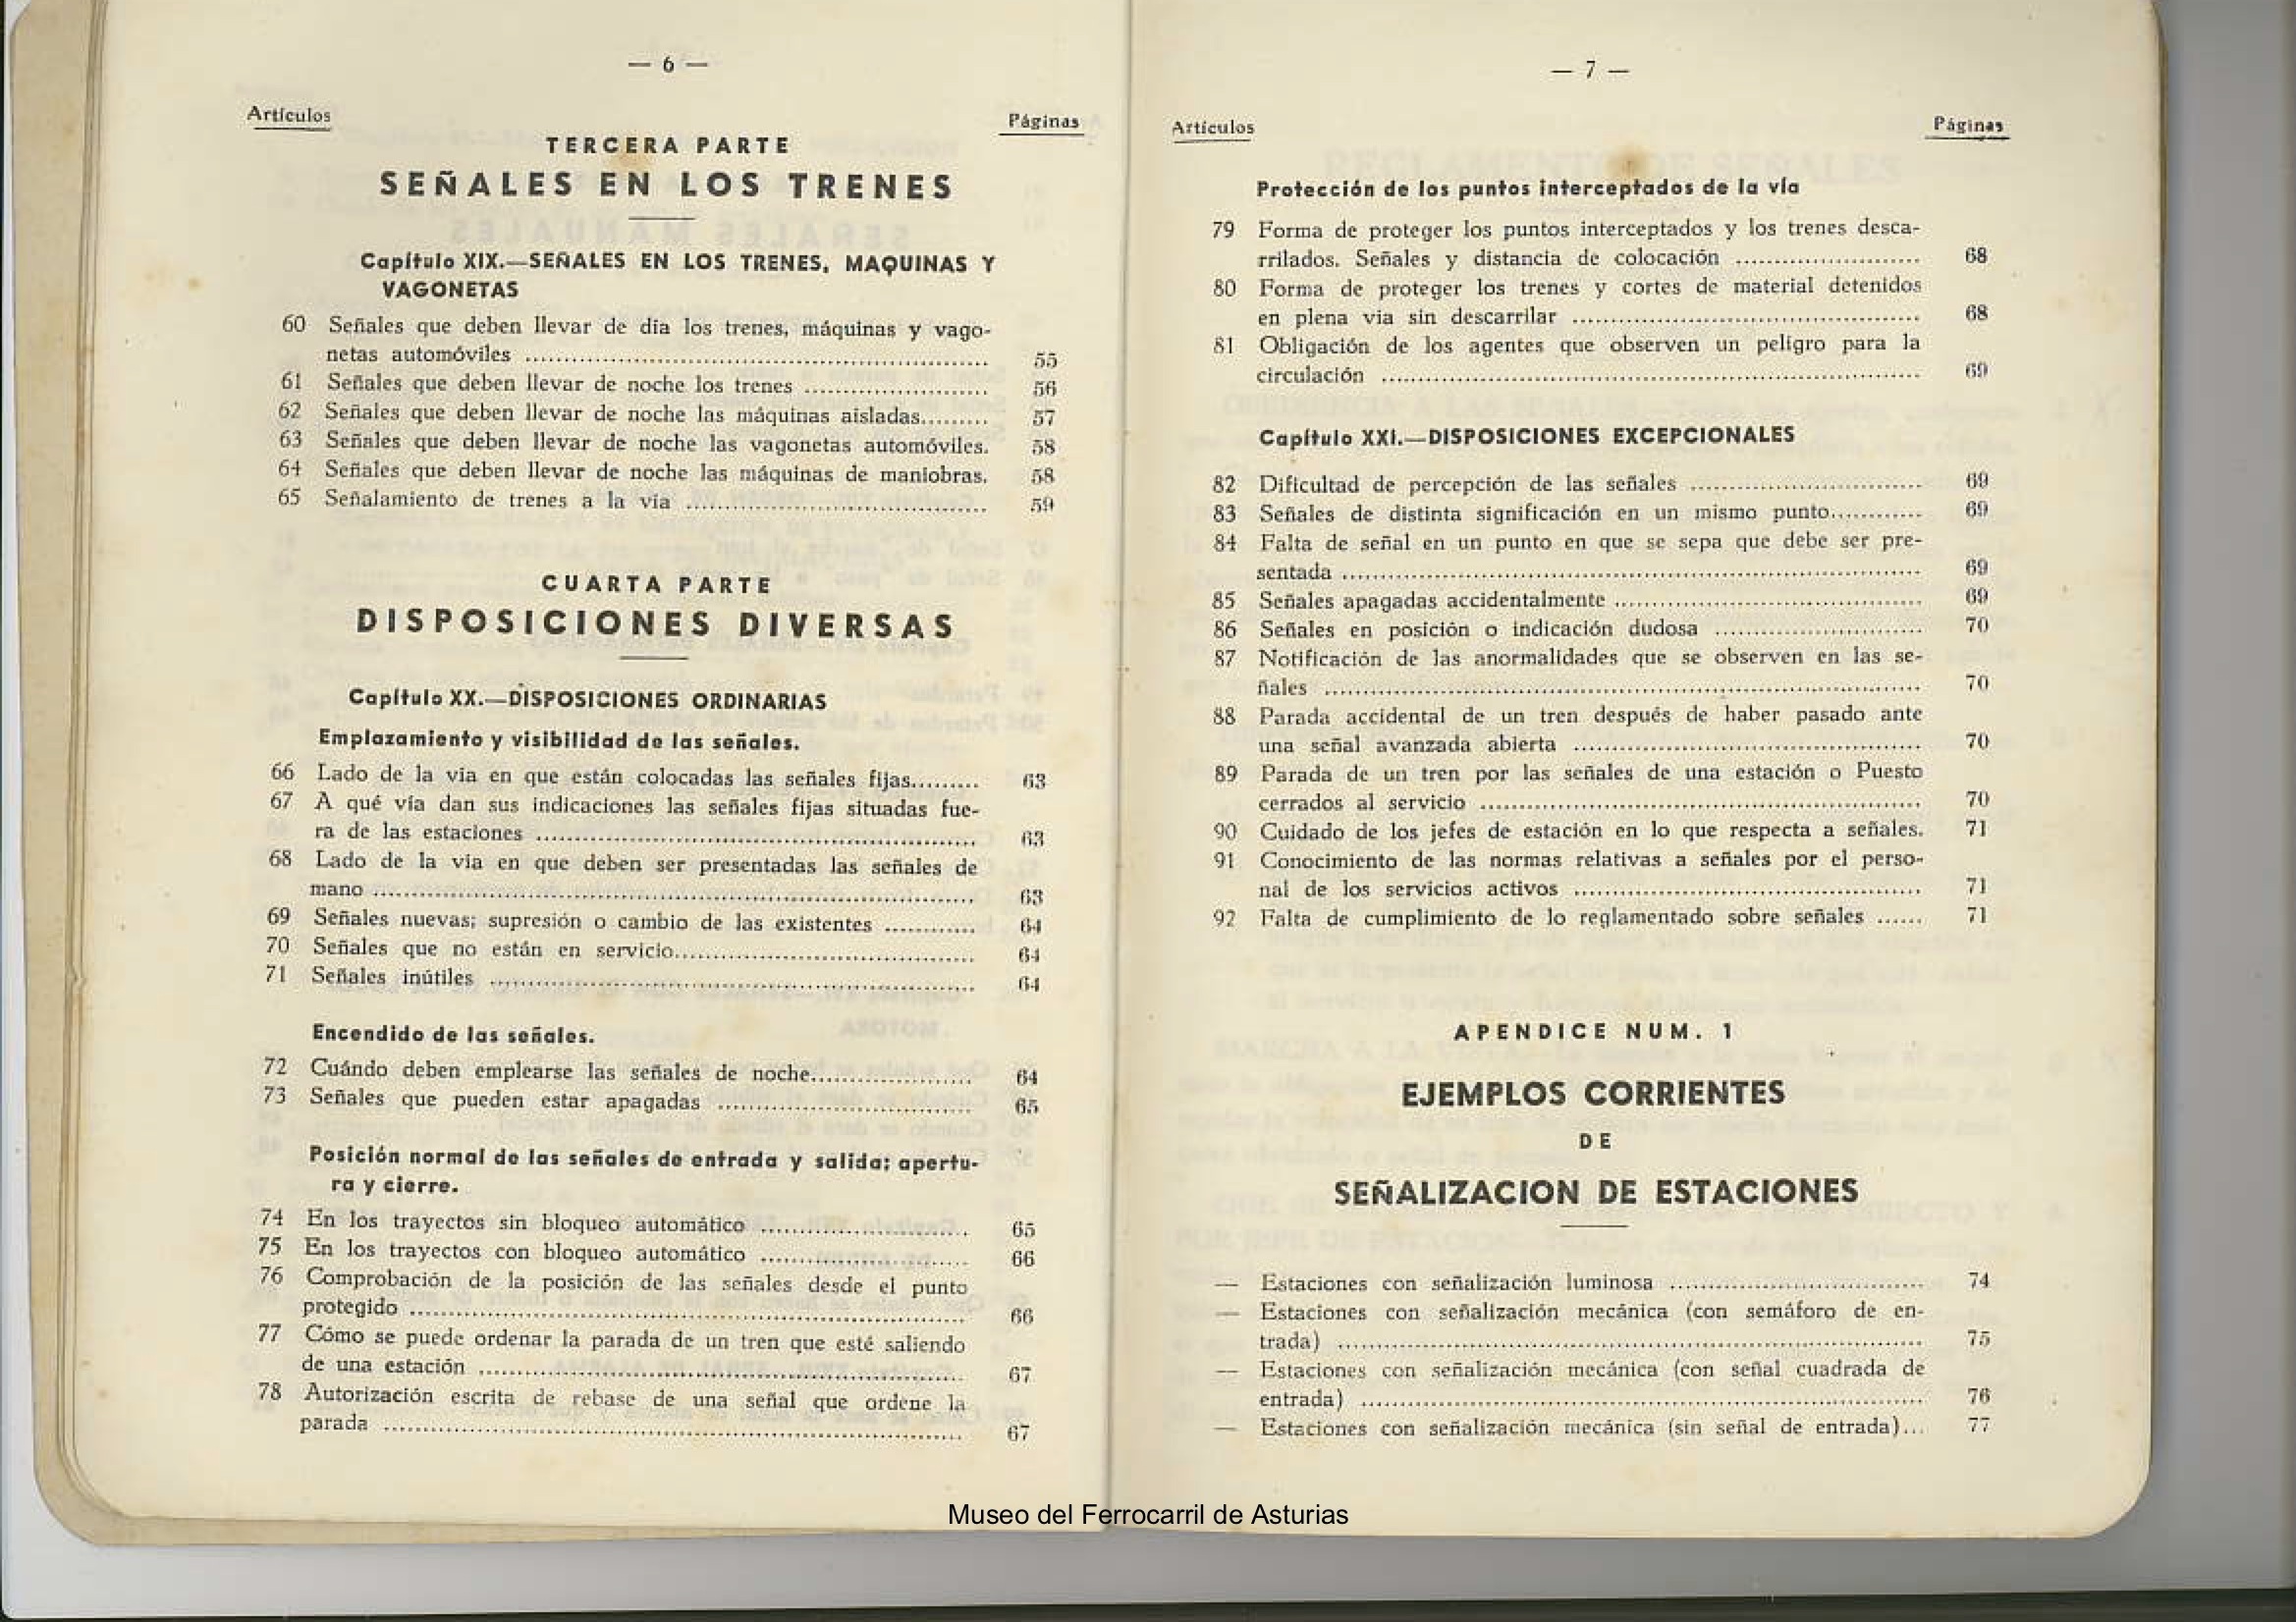 — 6 —
Artículos
Páginas
TERCERA PARTE
SEÑALES EN LOS TRENES
Capítulo XIX.—SEÑALES EN LOS TRENES, MAQUINAS Y
VAGONETAS
60 Señales que deben llevar de día los trenes, máquinas y vago-
netas automóviles ........ 55
61 Señales que deben llevar de noche los trenes ........ 56
62 Señales que deben llevar de noche las máquinas aisladas........ 57
63 Señales que deben llevar de noche las vagonetas automóviles. 58
64 Señales que deben llevar de noche las máquinas de maniobras. 58
65 Señalamiento de trenes a la vía ........ 59
CUARTA PARTE
DISPOSICIONES DIVERSAS
Capítulo XX.—DISPOSICIONES ORDINARIAS
Emplazamiento y visibilidad de las señales.
66 Lado de la vía en que están colocadas las señales fijas........ 63
67 A qué vía dan sus indicaciones las señales fijas situadas fue-
ra de las estaciones ........ 63
68 Lado de la vía en que deben ser presentadas las señales de
mano ........ 63
69 Señales nuevas; supresión o cambio de las existentes ........ 64
70 Señales que no están en servicio........ 64
71 Señales inútiles ........ 64
Encendido de las señales.
72 Cuándo deben emplearse las señales de noche........ 64
73 Señales que pueden estar apagadas ........ 65
Posición normal de las señales de entrada y salida; apertu-
ra y cierre.
74 En los trayectos sin bloqueo automático ........ 65
75 En los trayectos con bloqueo automático ........ 66
76 Comprobación de la posición de las señales desde el punto
protegido ........ 66
77 Cómo se puede ordenar la parada de un tren que esté saliendo
de una estación ........ 67
78 Autorización escrita de rebase de una señal que ordene la
parada ........ 67
— 7 —
Artículos
Páginas
Protección de los puntos interceptados de la vía
79 Forma de proteger los puntos interceptados y los trenes desca-
rrilados. Señales y distancia de colocación ........ 68
80 Forma de proteger los trenes y cortes de material detenidos
en plena vía sin descarrilar ........ 68
81 Obligación de los agentes que observen un peligro para la
circulación ........ 69
Capítulo XXI.—DISPOSICIONES EXCEPCIONALES
82 Dificultad de percepción de las señales ........ 69
83 Señales de distinta significación en un mismo punto........ 69
84 Falta de señal en un punto en que se sepa que debe ser pre-
sentada ........ 69
85 Señales apagadas accidentalmente ........ 69
86 Señales en posición o indicación dudosa ........ 70
87 Notificación de las anormalidades que se observen en las se-
ñales ........ 70
88 Parada accidental de un tren después de haber pasado ante
una señal avanzada abierta ........ 70
89 Parada de un tren por las señales de una estación o Puesto
cerrados al servicio ........ 70
90 Cuidado de los jefes de estación en lo que respecta a señales. 71
91 Conocimiento de las normas relativas a señales por el perso-
nal de los servicios activos ........ 71
92 Falta de cumplimiento de lo reglamentado sobre señales ...... 71
APENDICE NUM. 1
EJEMPLOS CORRIENTES
DE
SEÑALIZACION DE ESTACIONES
— Estaciones con señalización luminosa ........ 74
— Estaciones con señalización mecánica (con semáforo de en-
trada) ........ 75
— Estaciones con señalización mecánica (con señal cuadrada de
entrada) ........ 76
— Estaciones con señalización mecánica (sin señal de entrada)... 77
Museo del Ferrocarril de Asturias